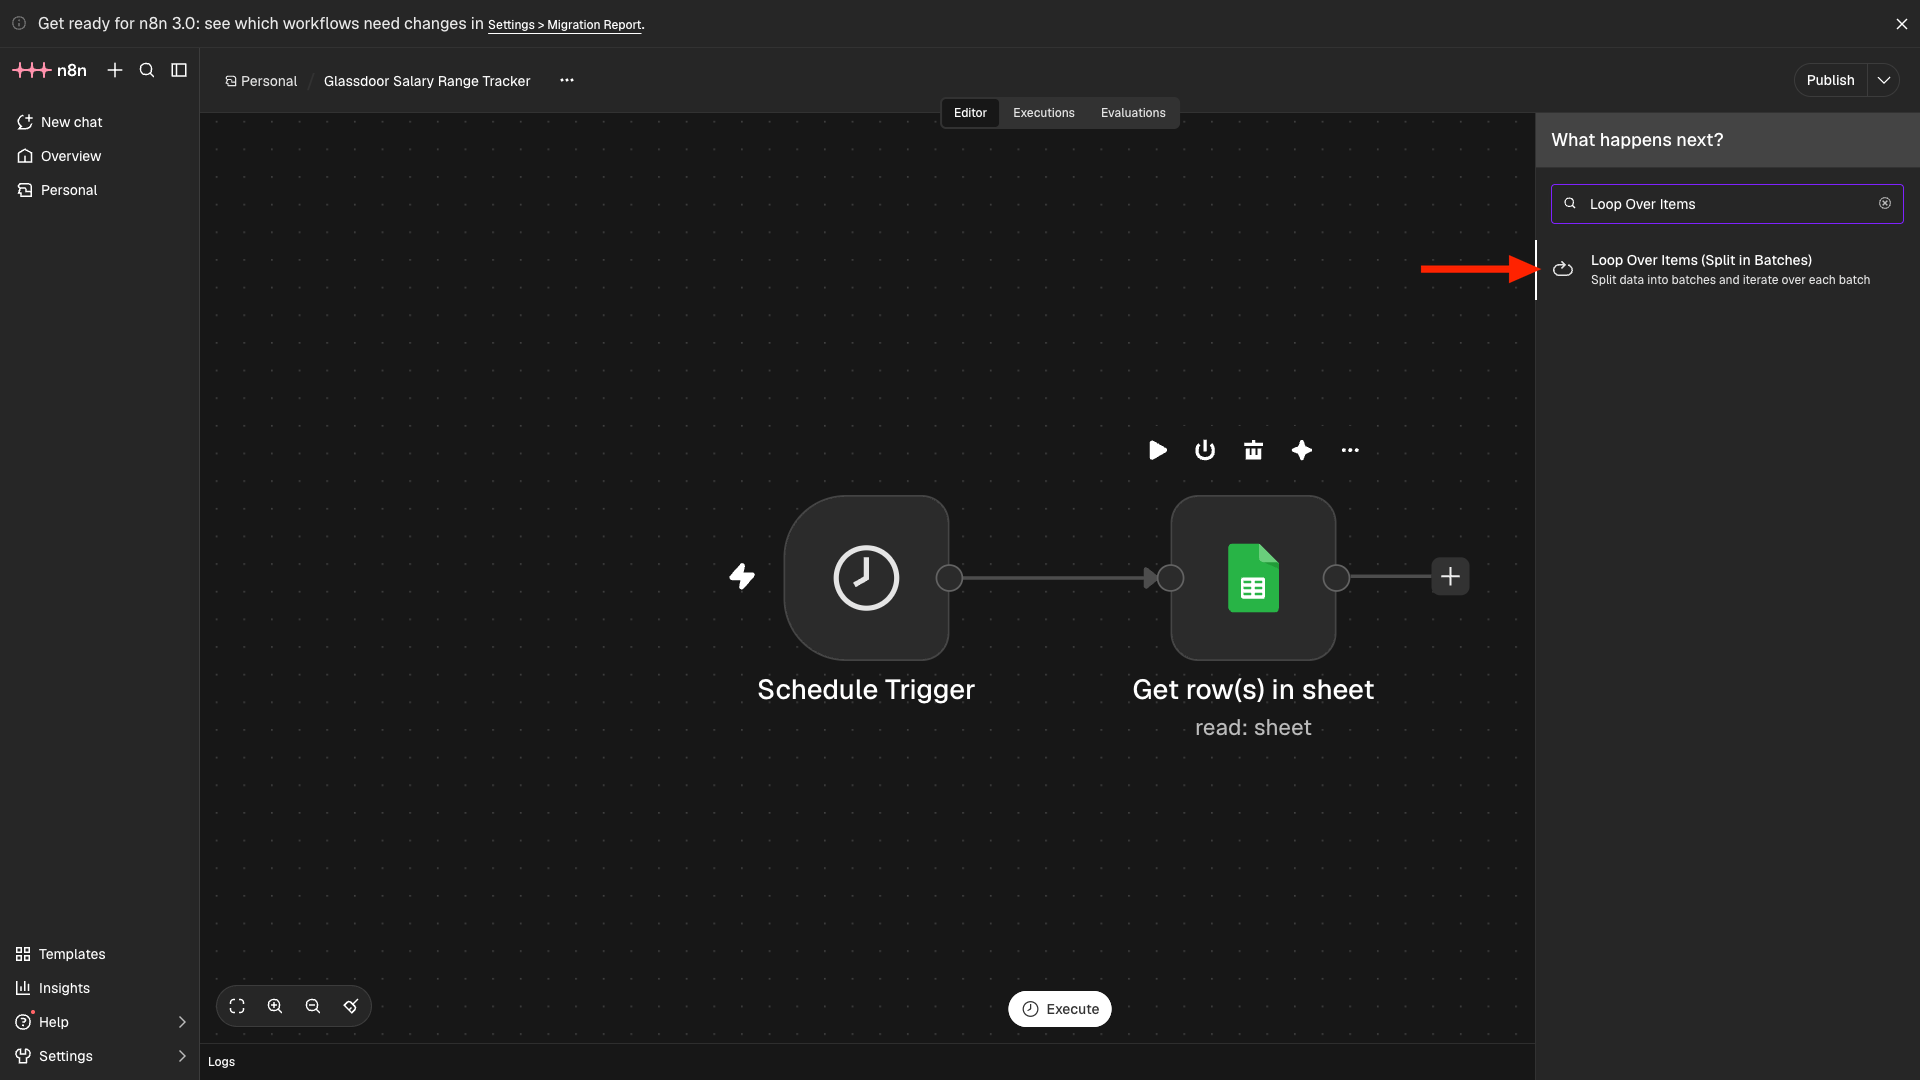 Get ready for n8n 3.0: see which workflows need changes in Settings > Migration Report.
n8n
Personal / Glassdoor Salary Range Tracker
Publish
New chat
Overview
Personal
Editor
Executions
Evaluations
What happens next?
Loop Over Items
Loop Over Items (Split in Batches)
Split data into batches and iterate over each batch
Schedule Trigger
Get row(s) in sheet
read: sheet
Templates
Insights
Help
Settings
Execute
Logs